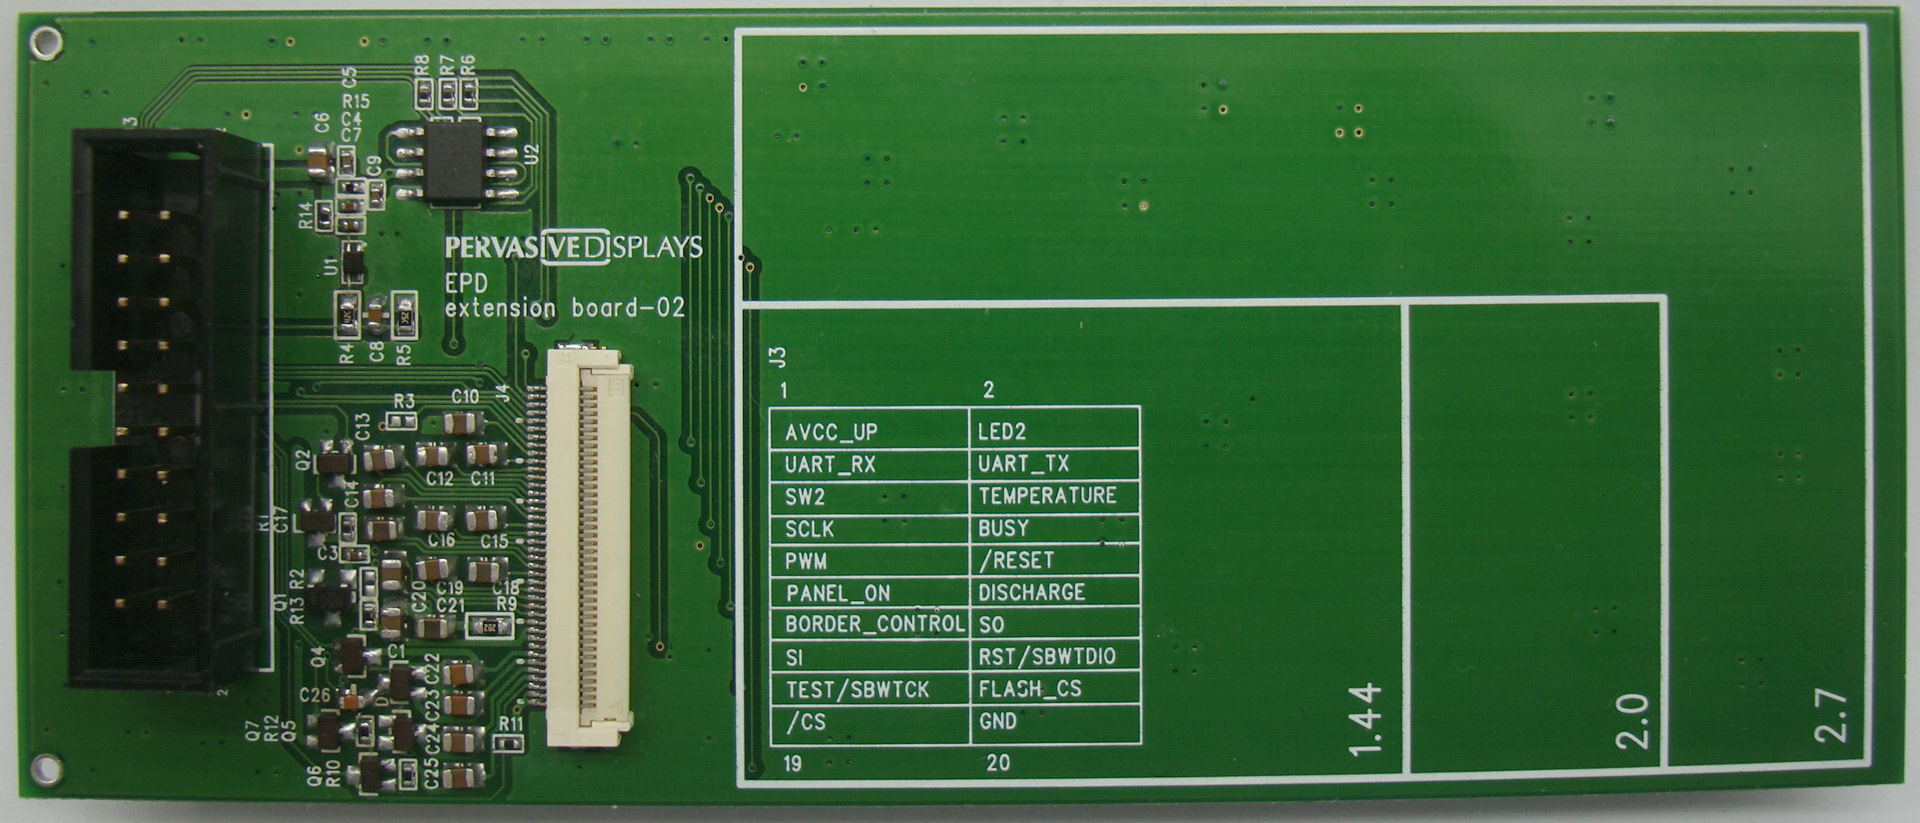 R8
R7
R6
C5
R15
C4
C7
C6
C9
U2
R14
U1
PERVASIVE DISPLAYS
EPD
extension board-02
R4
C8
R5
J4
R3
C10
C13
Q2
C12
C11
C14
R1
C17
C16
C15
C3
R2
R13
Q1
C20
C19
C18
C21
R9
202
Q4
C1
C22
C26
C23
Q7
R12
Q5
C24
R11
Q6
R10
C25
J3
1 2
AVCC_UP LED2
UART_RX UART_TX
SW2 TEMPERATURE
SCLK BUSY
PWM /RESET
PANEL_ON DISCHARGE
BORDER_CONTROL SO
SI RST/SBWTDIO
TEST/SBWTCK FLASH_CS
/CS GND
19 20
1.44
2.0
2.7